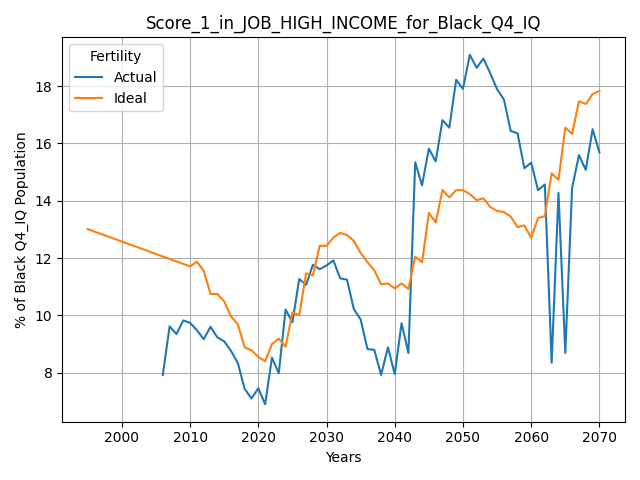 Score_1_in_JOB_HIGH_INCOME_for_Black_Q4_IQ
Fertility
Actual
Ideal
% of Black Q4_IQ Population
18
16
14
12
10
8
2000 2010 2020 2030 2040 2050 2060 2070
Years